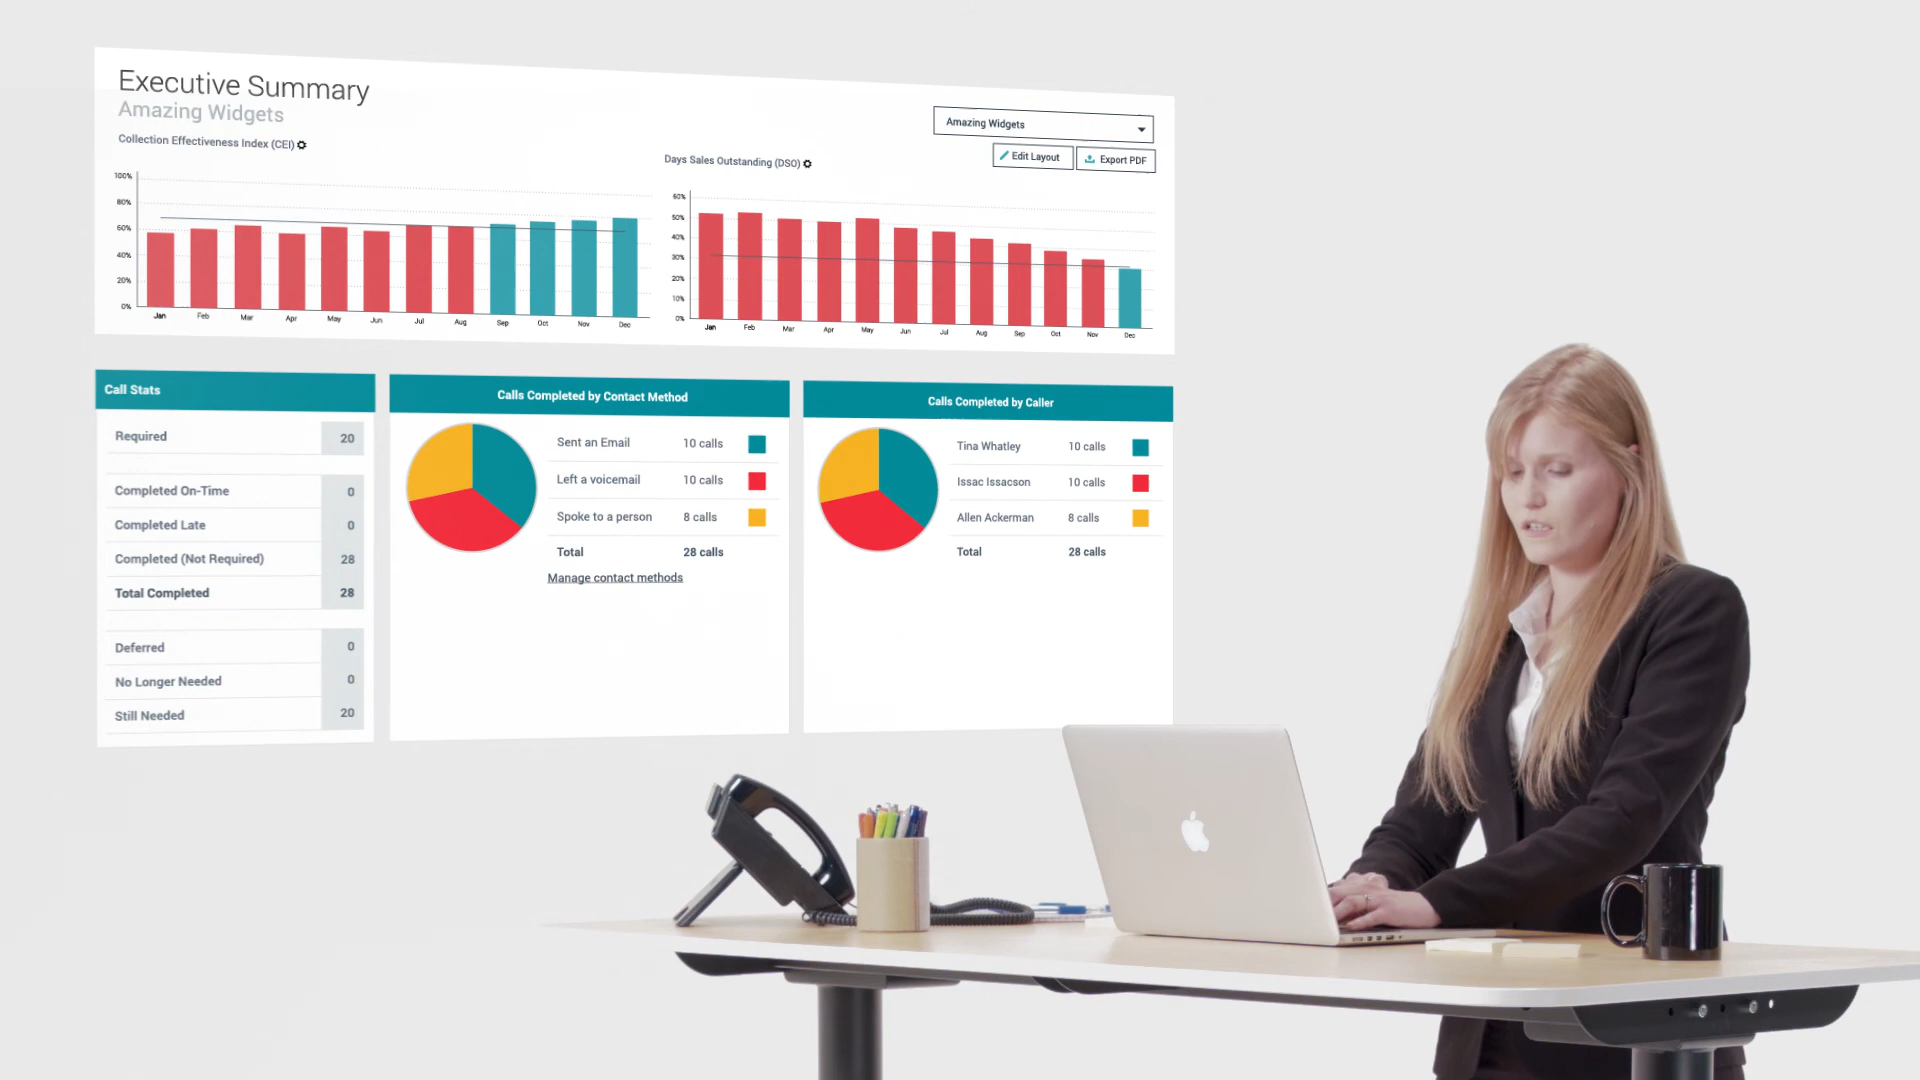 Executive Summary
Amazing Widgets
Amazing Widgets
Edit Layout
Export PDF
Collection Effectiveness Index (CEI)
100%
80%
60%
40%
20%
0%
Jan Feb Mar Apr May Jun Jul Aug Sep Oct Nov Dec
Days Sales Outstanding (DSO)
60%
50%
40%
30%
20%
10%
0%
Jan Feb Mar Apr May Jun Jul Aug Sep Oct Nov Dec
Call Stats
Required 20
Completed On-Time 0
Completed Late 0
Completed (Not Required) 28
Total Completed 28
Deferred 0
No Longer Needed 0
Still Needed 20
Calls Completed by Contact Method
Sent an Email 10 calls
Left a voicemail 10 calls
Spoke to a person 8 calls
Total 28 calls
Manage contact methods
Calls Completed by Caller
Tina Whatley 10 calls
Issac Issacson 10 calls
Allen Ackerman 8 calls
Total 28 calls